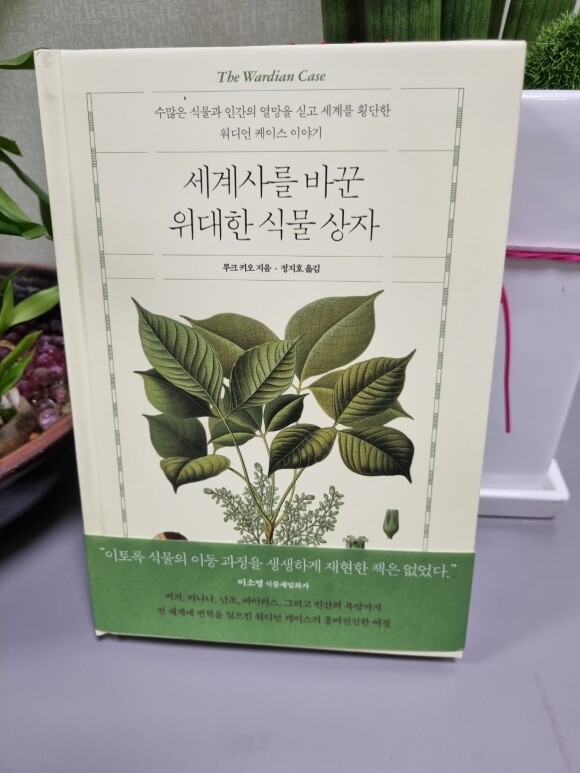 The Wardian Case
수많은 식물과 인간의 열망을 싣고 세계를 횡단한
워디언 케이스 이야기
세계사를 바꾼
위대한 식물 상자
루크 키오 지음 · 정지호 옮김
“이토록 식물의 이동 과정을 생생하게 재현한 책은 없었다.”
이소영 식물세밀화가
커피, 바나나, 난초, 바이러스, 그리고 인간의 욕망까지
전 세계에 변혁을 일으킨 워디언 케이스의 흥미진진한 여정